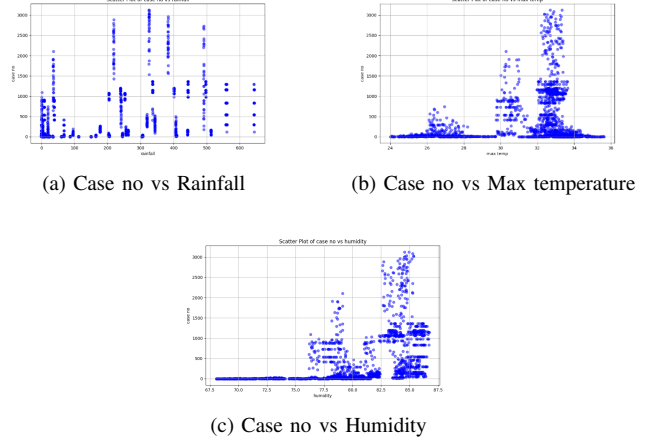 Scatter Plot of case no vs rainfall
Scatter Plot of case no vs max temp
case no
3000
2500
2000
1500
1000
500
0
0 100 200 300 400 500 600
rainfall
case no
3000
2500
2000
1500
1000
500
0
24 26 28 30 32 34 36
max temp
(a) Case no vs Rainfall
(b) Case no vs Max temperature
Scatter Plot of case no vs humidity
case no
3000
2500
2000
1500
1000
500
0
67.5 70.0 72.5 75.0 77.5 80.0 82.5 85.0 87.5
humidity
(c) Case no vs Humidity